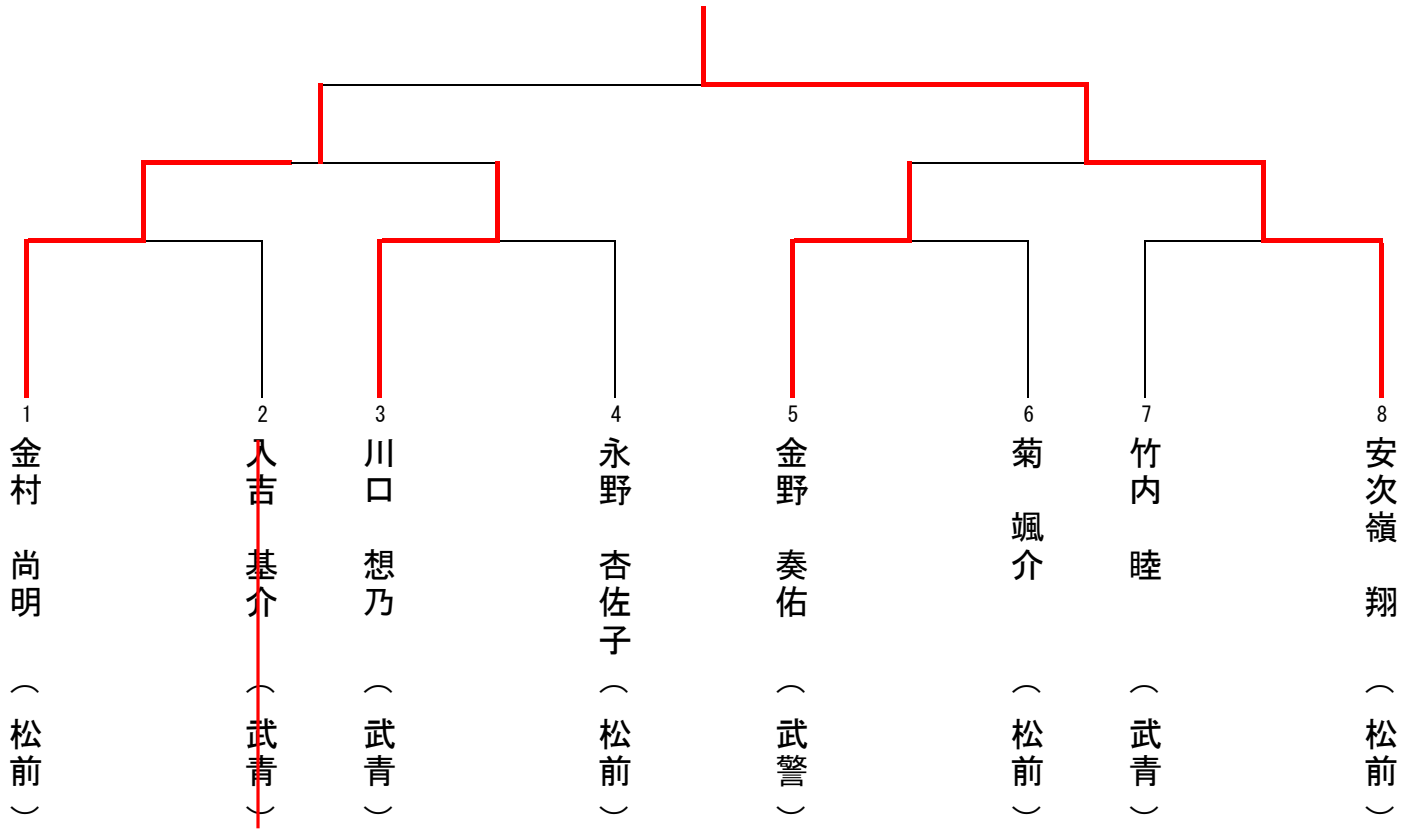 1
金村 尚明 (松前)
2
入吉 基介 (武青)
3
川口 想乃 (武青)
4
永野 杏佐子 (松前)
5
金野 奏佑 (武警)
6
菊 颯介 (松前)
7
竹内 睦 (武青)
8
安次嶺 翔 (松前)